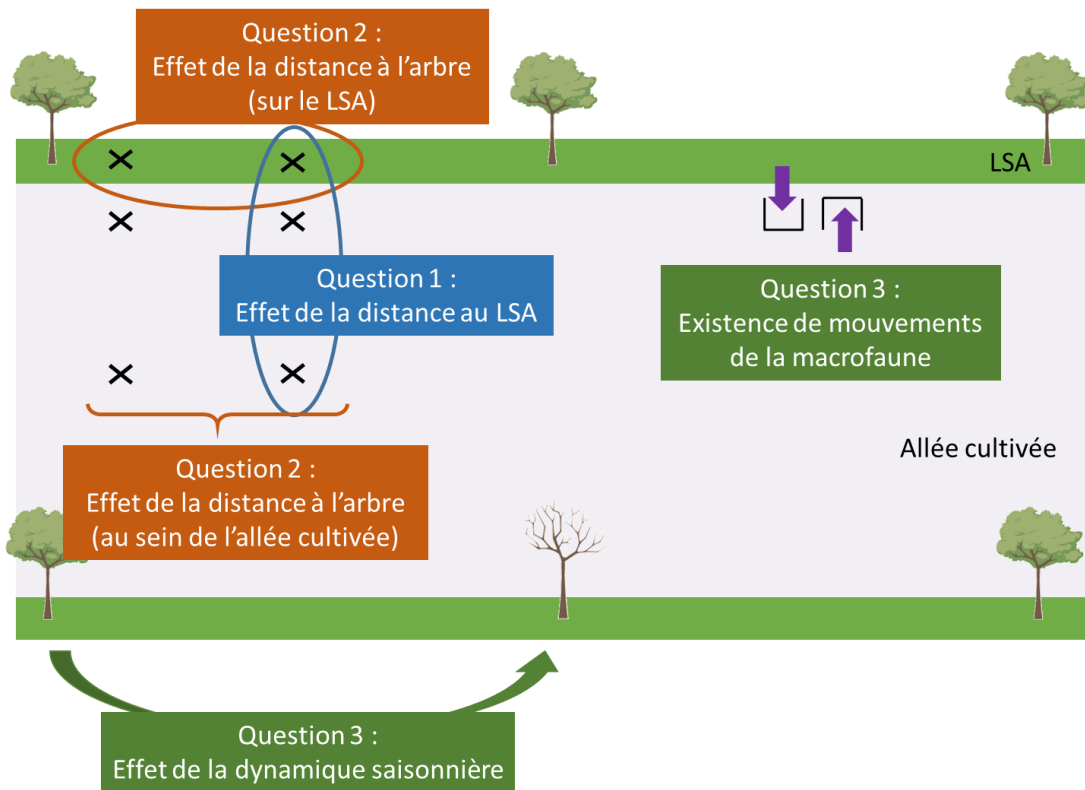 Question 2 :
Effet de la distance à l'arbre
(sur le LSA)
LSA
Question 1 :
Effet de la distance au LSA
Question 3 :
Existence de mouvements
de la macrofaune
Allée cultivée
Question 2 :
Effet de la distance à l'arbre
(au sein de l'allée cultivée)
Question 3 :
Effet de la dynamique saisonnière